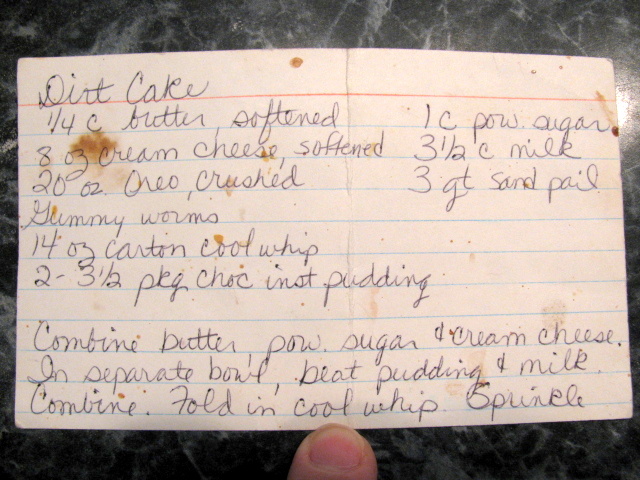 Dirt Cake
1/4 c butter, softened 1 c pow. sugar
8 oz cream cheese, softened 3 1/2 c milk
20 oz. Oreo, crushed 3 qt sand pail
Gummy worms
14 oz carton cool whip
2 - 3 1/2 pkg choc inst pudding
Combine butter, pow. sugar & cream cheese.
In separate bowl, beat pudding & milk.
Combine. Fold in cool whip. Sprinkle